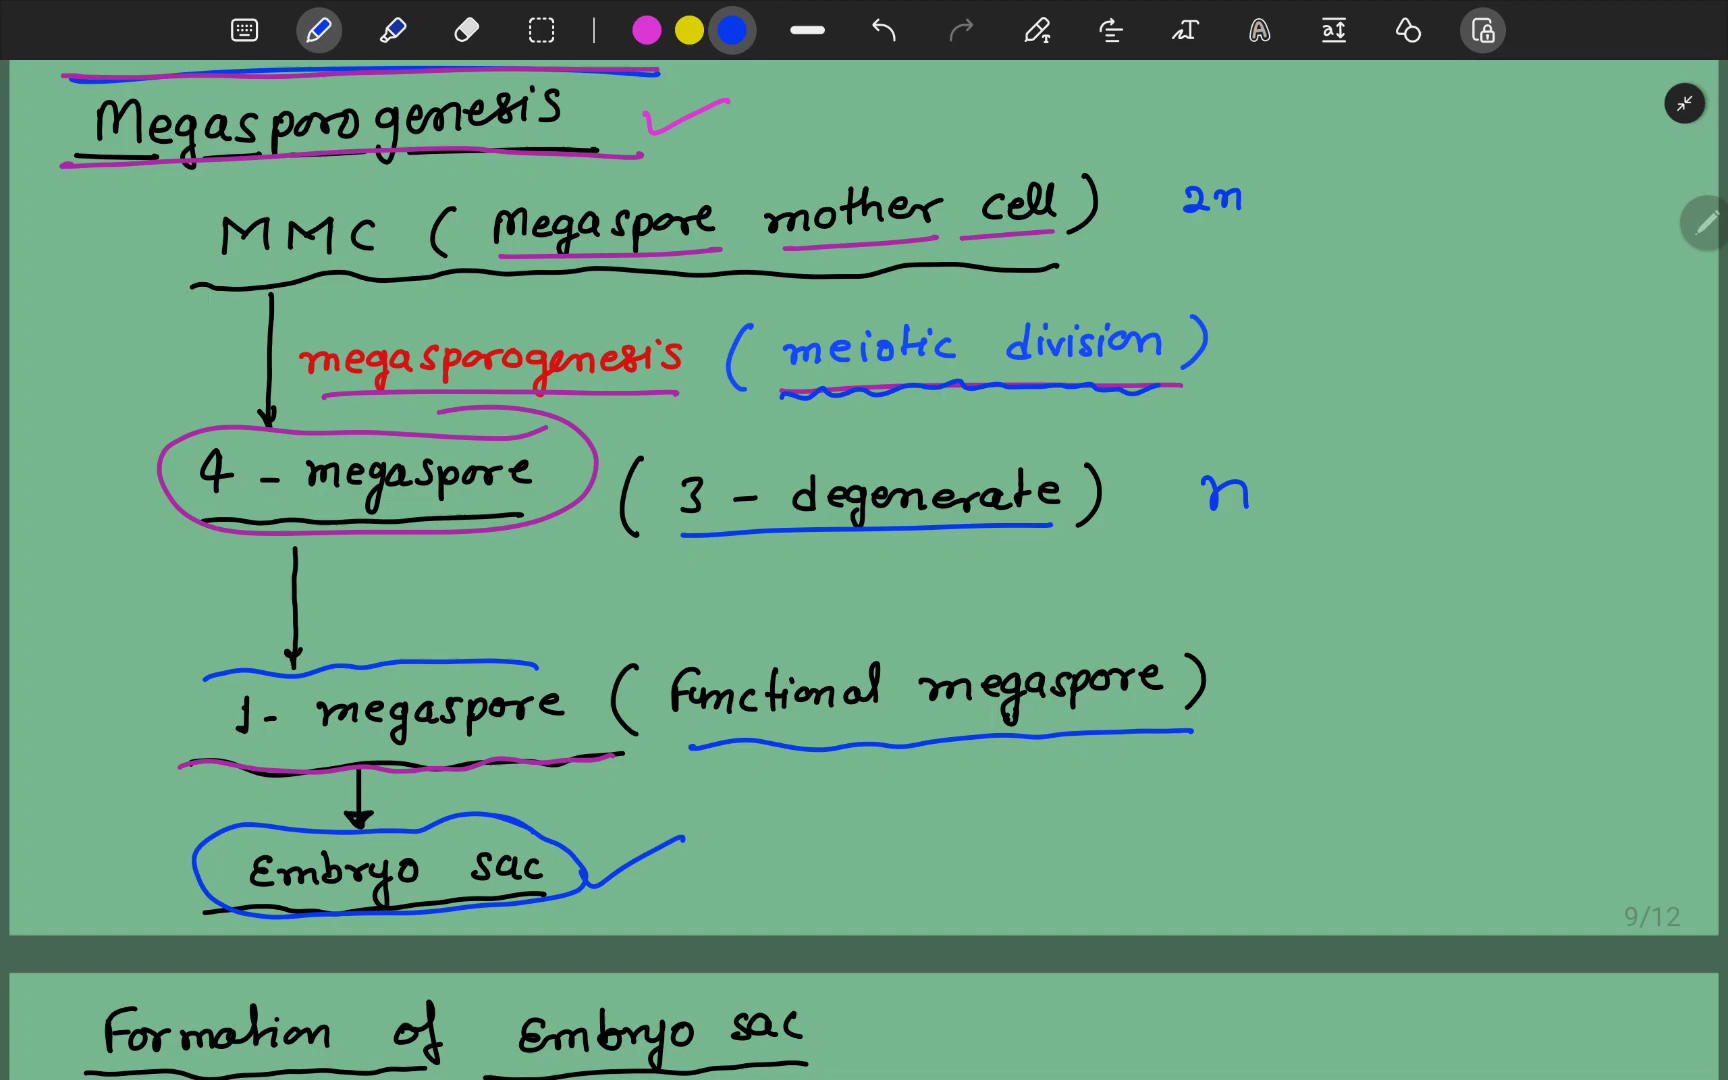 Megasporogenesis
MMC ( Megaspore mother cell ) 2n
megasporogenesis ( meiotic division )
4 - megaspore ( 3 - degenerate ) n
1 - megaspore ( Functional megaspore )
Embryo sac
9/12
Formation of Embryo sac